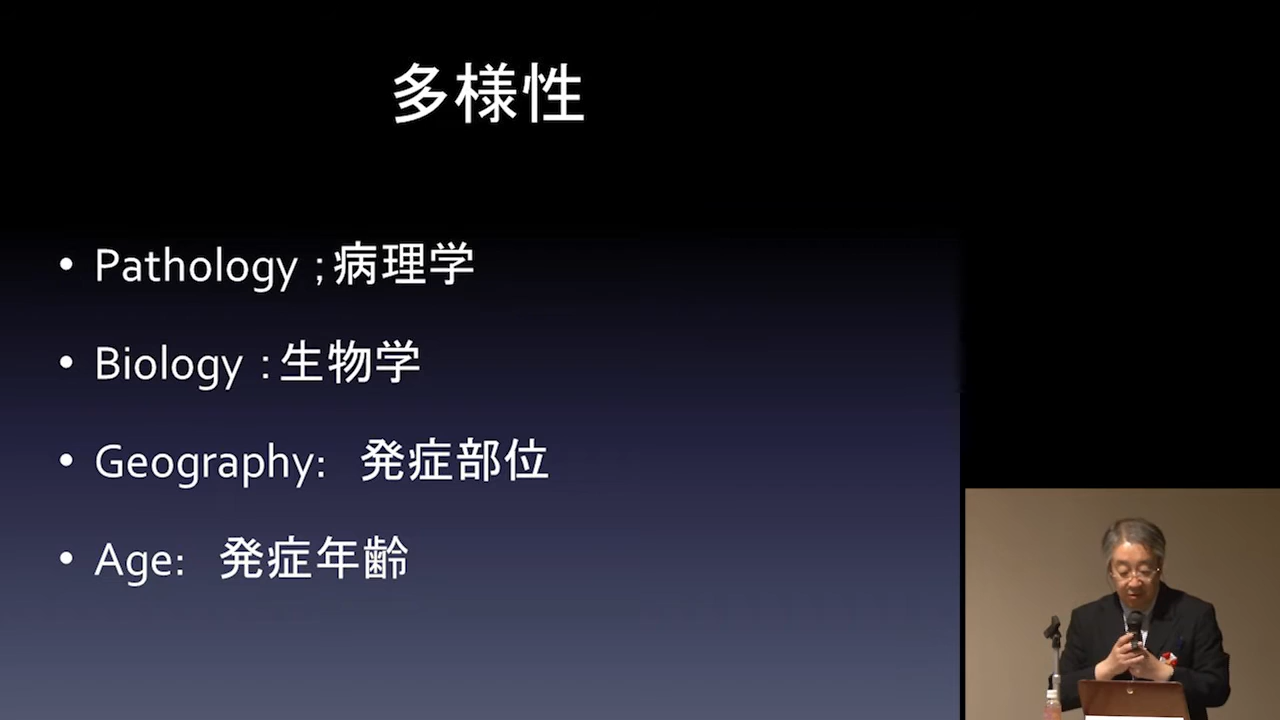 多様性
• Pathology ;病理学
• Biology :生物学
• Geography: 発症部位
• Age: 発症年齢